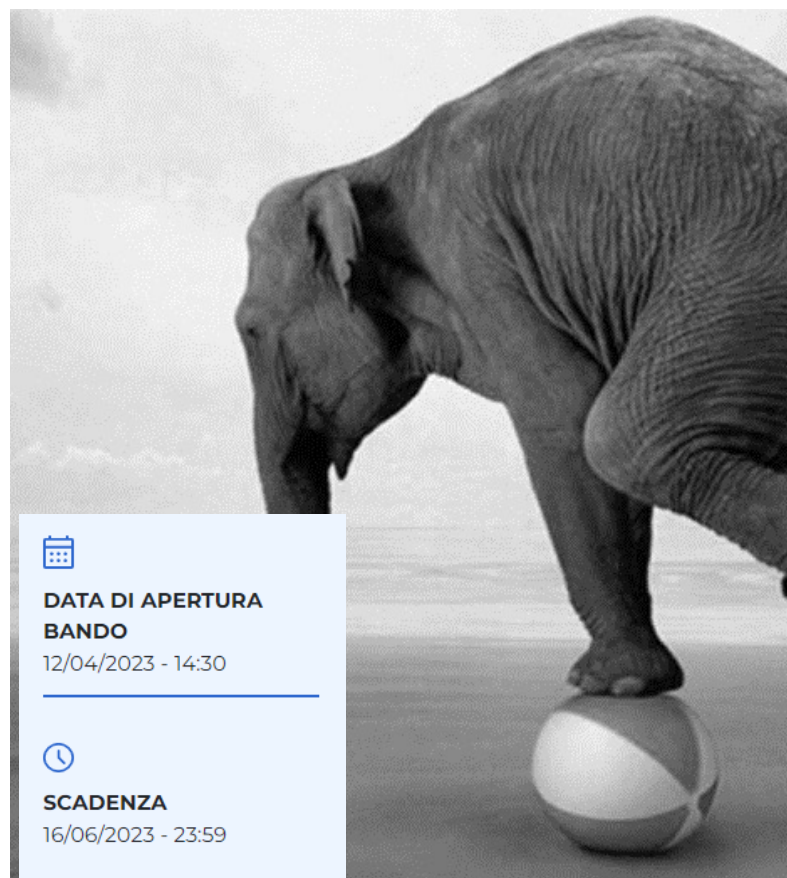 DATA DI APERTURA
BANDO
12/04/2023 - 14:30
SCADENZA
16/06/2023 - 23:59